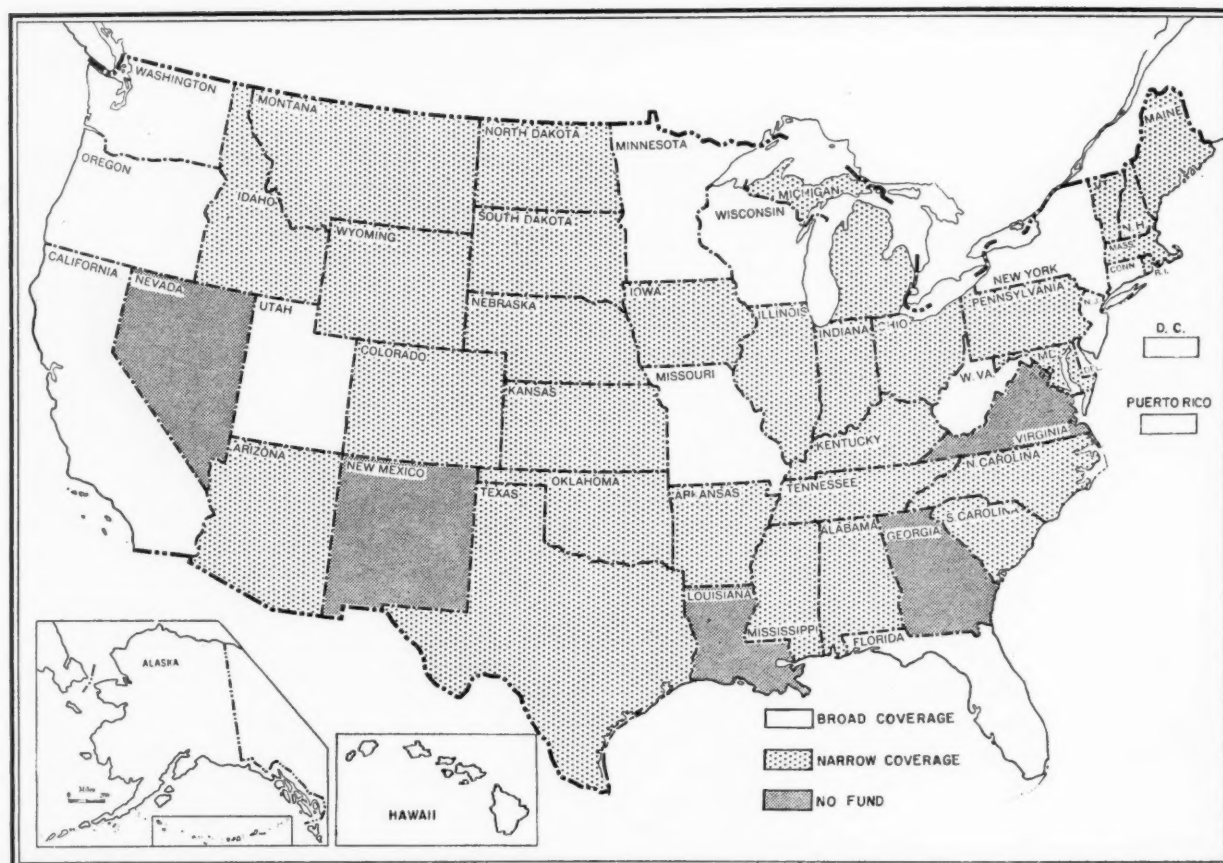 WASHINGTON
MONTANA
NORTH DAKOTA
MINNESOTA
MAINE
OREGON
IDAHO
SOUTH DAKOTA
WISCONSIN
MICHIGAN
VT.
N.H.
WYOMING
MASS.
CONN.
R.I.
NEW YORK
CALIFORNIA
NEVADA
UTAH
NEBRASKA
IOWA
ILLINOIS
INDIANA
OHIO
PENNSYLVANIA
N.J.
D. C.
COLORADO
KANSAS
MISSOURI
W. VA.
MD.
DEL.
PUERTO RICO
KENTUCKY
VIRGINIA
ARIZONA
NEW MEXICO
TEXAS
OKLAHOMA
ARKANSAS
TENNESSEE
N. CAROLINA
S. CAROLINA
ALABAMA
GEORGIA
LOUISIANA
MISSISSIPPI
FLORIDA
ALASKA
HAWAII
BROAD COVERAGE
NARROW COVERAGE
NO FUND